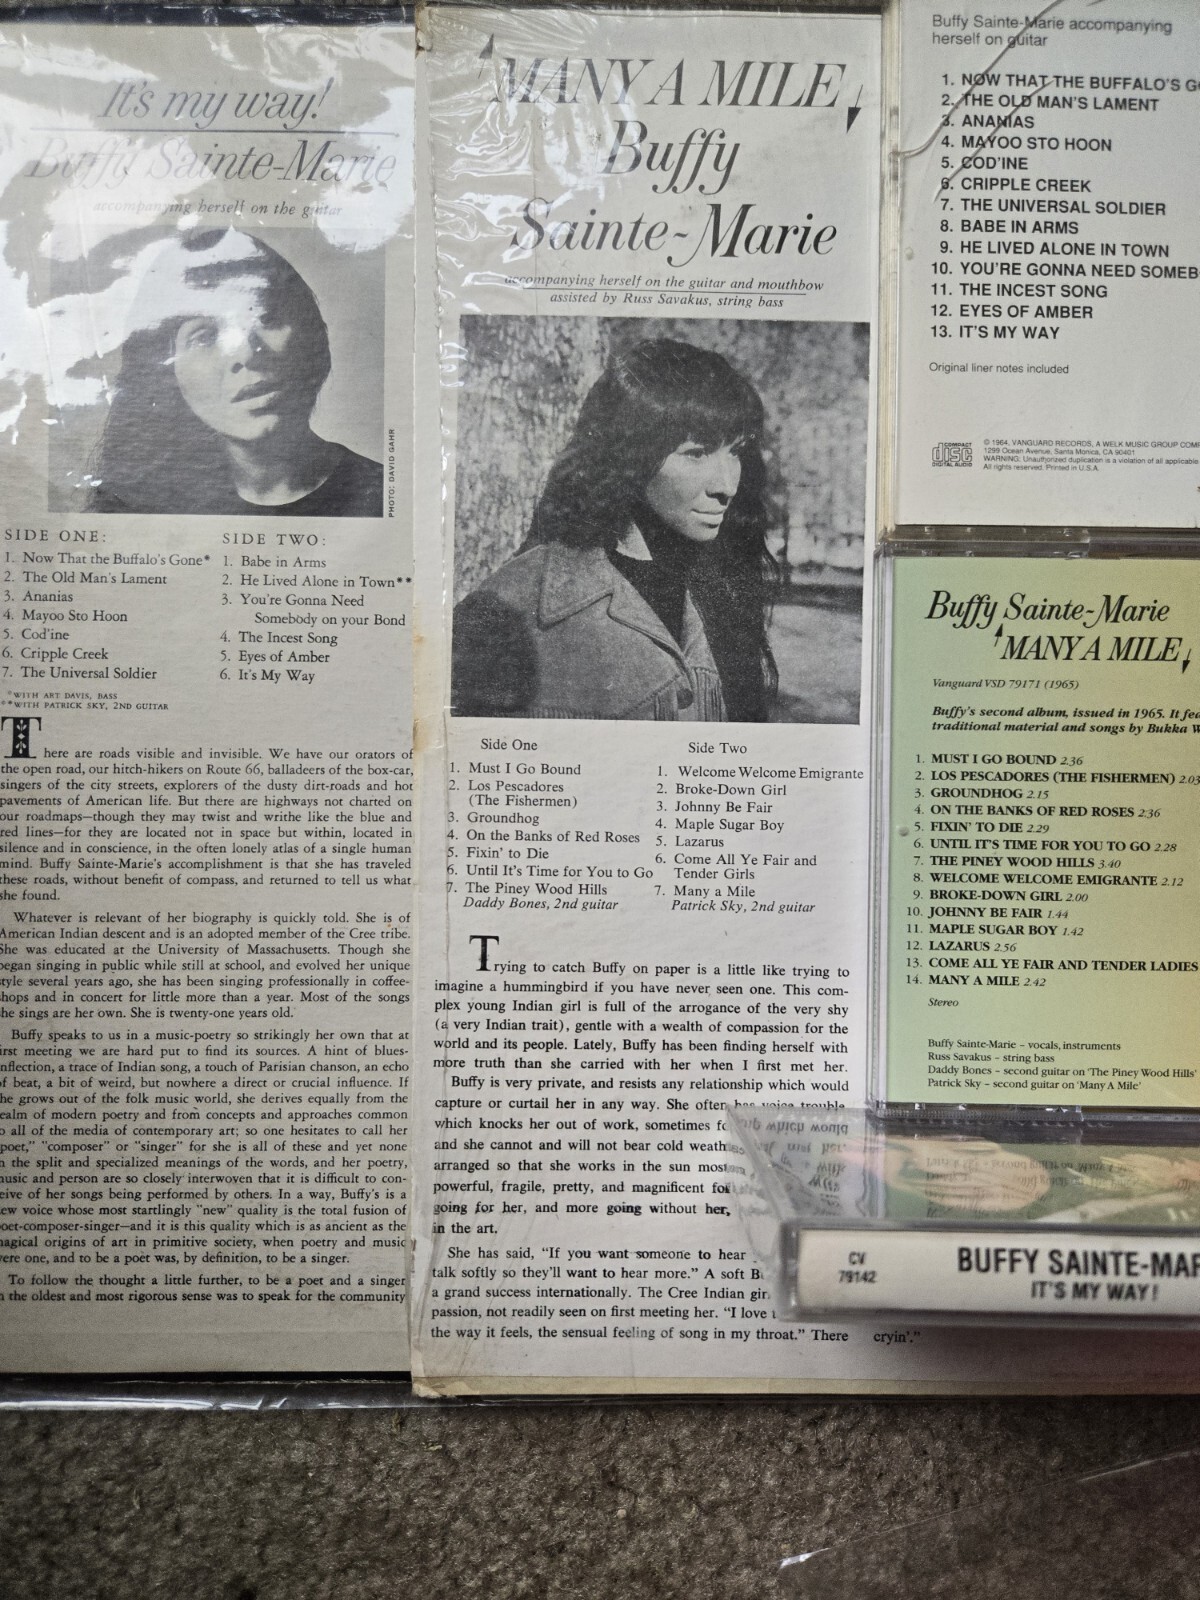 It's my way!
Buffy Sainte-Marie
accompanying herself on the guitar
PHOTO: DAVID GAHR
SIDE ONE:
1. Now That the Buffalo's Gone*
2. The Old Man's Lament
3. Ananias
4. Mayoo Sto Hoon
5. Cod'ine
6. Cripple Creek
7. The Universal Soldier
SIDE TWO:
1. Babe in Arms
2. He Lived Alone in Town**
3. You're Gonna Need
Somebody on your Bond
4. The Incest Song
5. Eyes of Amber
6. It's My Way
*WITH ART DAVIS, BASS
**WITH PATRICK SKY, 2ND GUITAR
There are roads visible and invisible. We have our orators of
the open road, our hitch-hikers on Route 66, balladeers of the box-car,
singers of the city streets, explorers of the dusty dirt-roads and hot
pavements of American life. But there are highways not charted on
our roadmaps—though they may twist and writhe like the blue and
red lines—for they are located not in space but within, located in
silence and in conscience, in the often lonely atlas of a single human
mind. Buffy Sainte-Marie's accomplishment is that she has traveled
these roads, without benefit of compass, and returned to tell us what
she found.
Whatever is relevant of her biography is quickly told. She is of
American Indian descent and is an adopted member of the Cree tribe.
She was educated at the University of Massachusetts. Though she
began singing in public while still at school, and evolved her unique
style several years ago, she has been singing professionally in coffee-
shops and in concert for little more than a year. Most of the songs
she sings are her own. She is twenty-one years old.
Buffy speaks to us in a music-poetry so strikingly her own that at
first meeting we are hard put to find its sources. A hint of blues-
inflection, a trace of Indian song, a touch of Parisian chanson, an echo
of beat, a bit of weird, but nowhere a direct or crucial influence. If
she grows out of the folk music world, she derives equally from the
realm of modern poetry and from concepts and approaches common
to all of the media of contemporary art; so one hesitates to call her
"poet," "composer" or "singer" for she is all of these and yet none
in the split and specialized meanings of the words, and her poetry,
music and person are so closely interwoven that it is difficult to con-
ceive of her songs being performed by others. In a way, Buffy's is a
new voice whose most startlingly "new" quality is the total fusion of
poet-composer-singer—and it is this quality which is as ancient as the
magical origins of art in primitive society, when poetry and music
were one, and to be a poet was, by definition, to be a singer.
To follow the thought a little further, to be a poet and a singer
in the oldest and most rigorous sense was to speak for the community
MANY A MILE
Buffy
Sainte-Marie
accompanying herself on the guitar and mouthbow
assisted by Russ Savakus, string bass
Side One
1. Must I Go Bound
2. Los Pescadores
(The Fishermen)
3. Groundhog
4. On the Banks of Red Roses
5. Fixin' to Die
6. Until It's Time for You to Go
7. The Piney Wood Hills
Daddy Bones, 2nd guitar
Side Two
1. Welcome Welcome Emigrante
2. Broke-Down Girl
3. Johnny Be Fair
4. Maple Sugar Boy
5. Lazarus
6. Come All Ye Fair and
Tender Girls
7. Many a Mile
Patrick Sky, 2nd guitar
Trying to catch Buffy on paper is a little like trying to
imagine a hummingbird if you have never seen one. This com-
plex young Indian girl is full of the arrogance of the very shy
(a very Indian trait), gentle with a wealth of compassion for the
world and its people. Lately, Buffy has been finding herself with
more truth than she carried with her when I first met her.
Buffy is very private, and resists any relationship which would
capture or curtail her in any way. She often has voice trouble
which knocks her out of work, sometimes
and she cannot and will not bear cold
arranged so that she works in the sun
powerful, fragile, pretty, and magnificent
going for her, and more going without her,
in the art.
She has said, "If you want someone to hear
talk softly so they'll want to hear more." A soft
a grand success internationally. The Cree Indian
passion, not readily seen on first meeting her. "I love
the way it feels, the sensual feeling of song in my throat." There
cryin'."
Buffy Sainte-Marie accompanying
herself on guitar
1. NOW THAT THE BUFFALO'S
2. THE OLD MAN'S LAMENT
3. ANANIAS
4. MAYOO STO HOON
5. COD'INE
6. CRIPPLE CREEK
7. THE UNIVERSAL SOLDIER
8. BABE IN ARMS
9. HE LIVED ALONE IN TOWN
10. YOU'RE GONNA NEED
11. THE INCEST SONG
12. EYES OF AMBER
13. IT'S MY WAY
Original liner notes included
COMPACT
disc
DIGITAL AUDIO
© 1964, VANGUARD RECORDS, A WELK MUSIC GROUP
1299 Ocean Avenue, Santa Monica, CA 90401
WARNING: Unauthorized duplication is a violation of all applicable
All rights reserved. Printed in U.S.A.
Buffy Sainte-Marie
MANY A MILE
Vanguard VSD 79171 (1965)
Buffy's second album, issued in 1965. It
traditional material and songs by Bukka
1. MUST I GO BOUND 2.36
2. LOS PESCADORES (THE FISHERMEN) 2.03
3. GROUNDHOG 2.15
4. ON THE BANKS OF RED ROSES 2.36
5. FIXIN' TO DIE 2.29
6. UNTIL IT'S TIME FOR YOU TO GO 2.28
7. THE PINEY WOOD HILLS 3.40
8. WELCOME WELCOME EMIGRANTE 2.12
9. BROKE-DOWN GIRL 2.00
10. JOHNNY BE FAIR 1.44
11. MAPLE SUGAR BOY 1.42
12. LAZARUS 2.56
13. COME ALL YE FAIR AND TENDER LADIES
14. MANY A MILE 2.42
Stereo
Buffy Sainte-Marie – vocals, instruments
Russ Savakus – string bass
Daddy Bones – second guitar on 'The Piney Wood Hills'
Patrick Sky – second guitar on 'Many A Mile'
CV
79142
BUFFY SAINTE-MAR
IT'S MY WAY!